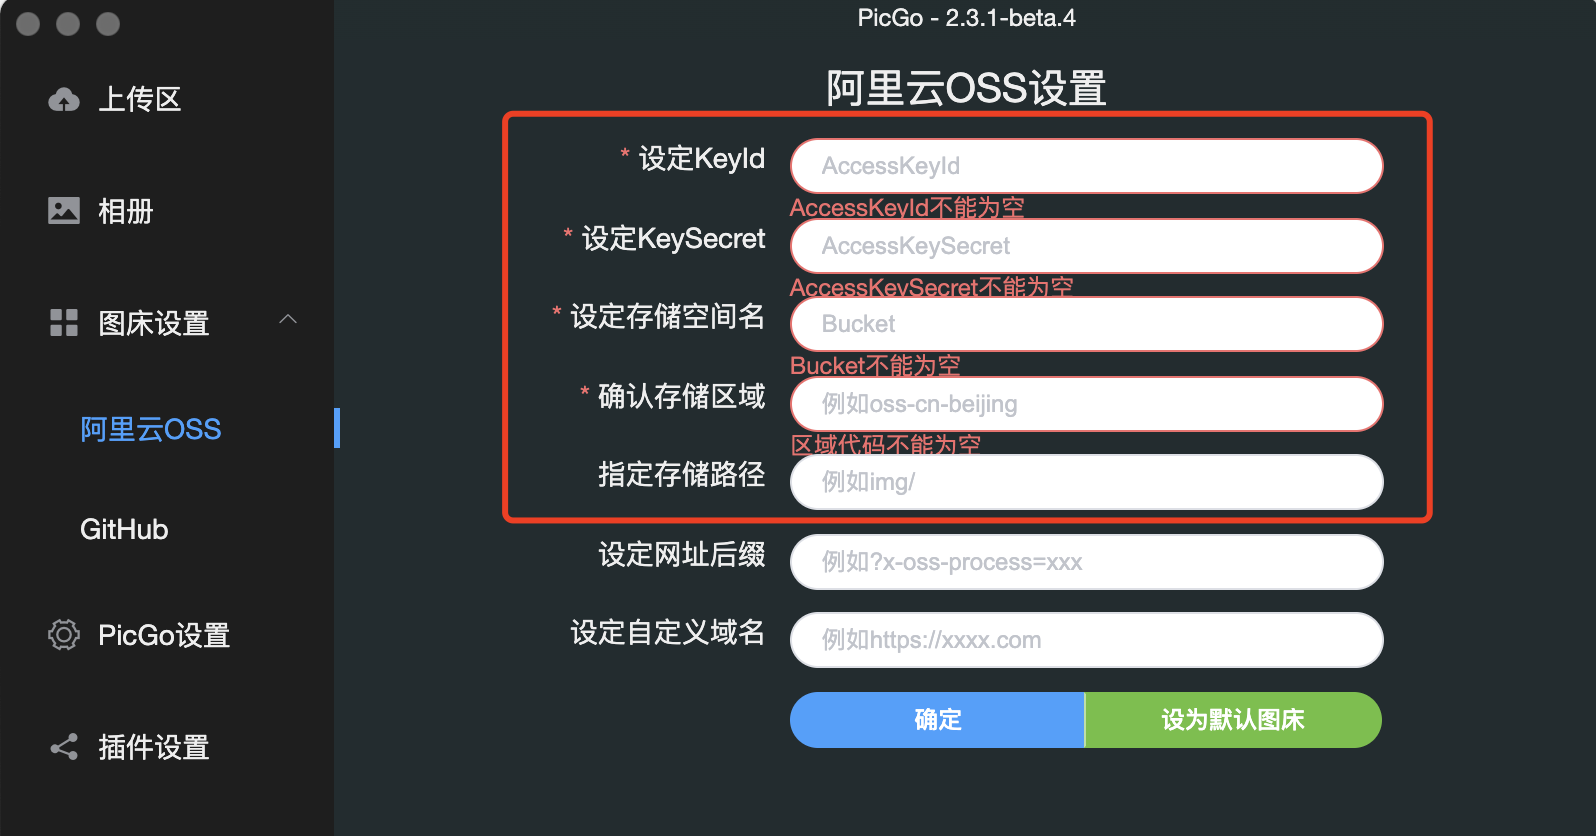 PicGo - 2.3.1-beta.4
上传区
相册
图床设置
阿里云OSS
GitHub
PicGo设置
插件设置
阿里云OSS设置
* 设定KeyId
AccessKeyId
AccessKeyId不能为空
* 设定KeySecret
AccessKeySecret
AccessKeySecret不能为空
* 设定存储空间名
Bucket
Bucket不能为空
* 确认存储区域
例如oss-cn-beijing
区域代码不能为空
指定存储路径
例如img/
设定网址后缀
例如?x-oss-process=xxx
设定自定义域名
例如https://xxxx.com
确定
设为默认图床